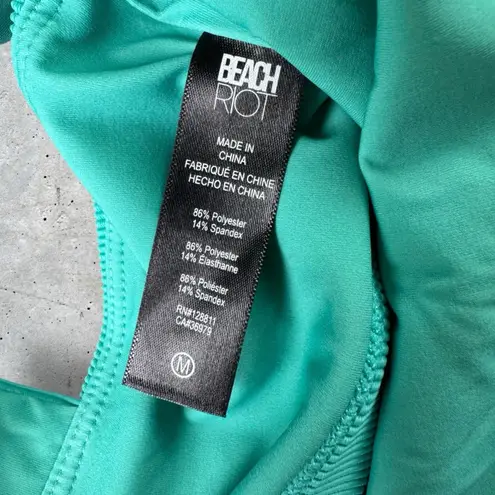 BEACH
RIOT
MADE IN
CHINA
FABRIQUÉ EN CHINE
HECHO EN CHINA
86% Polyester
14% Spandex
86% Polyester
14% Élasthanne
86% Poliéster
14% Spandex
RN#128811
CA#36979
M